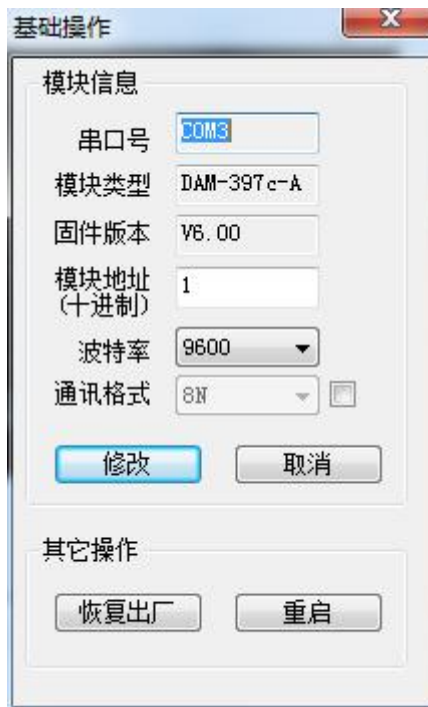 基础操作
模块信息
串口号 COM3
模块类型 DAM-397c-A
固件版本 V6.00
模块地址 1
(十进制)
波特率 9600
通讯格式 8N
修改 取消
其它操作
恢复出厂 重启